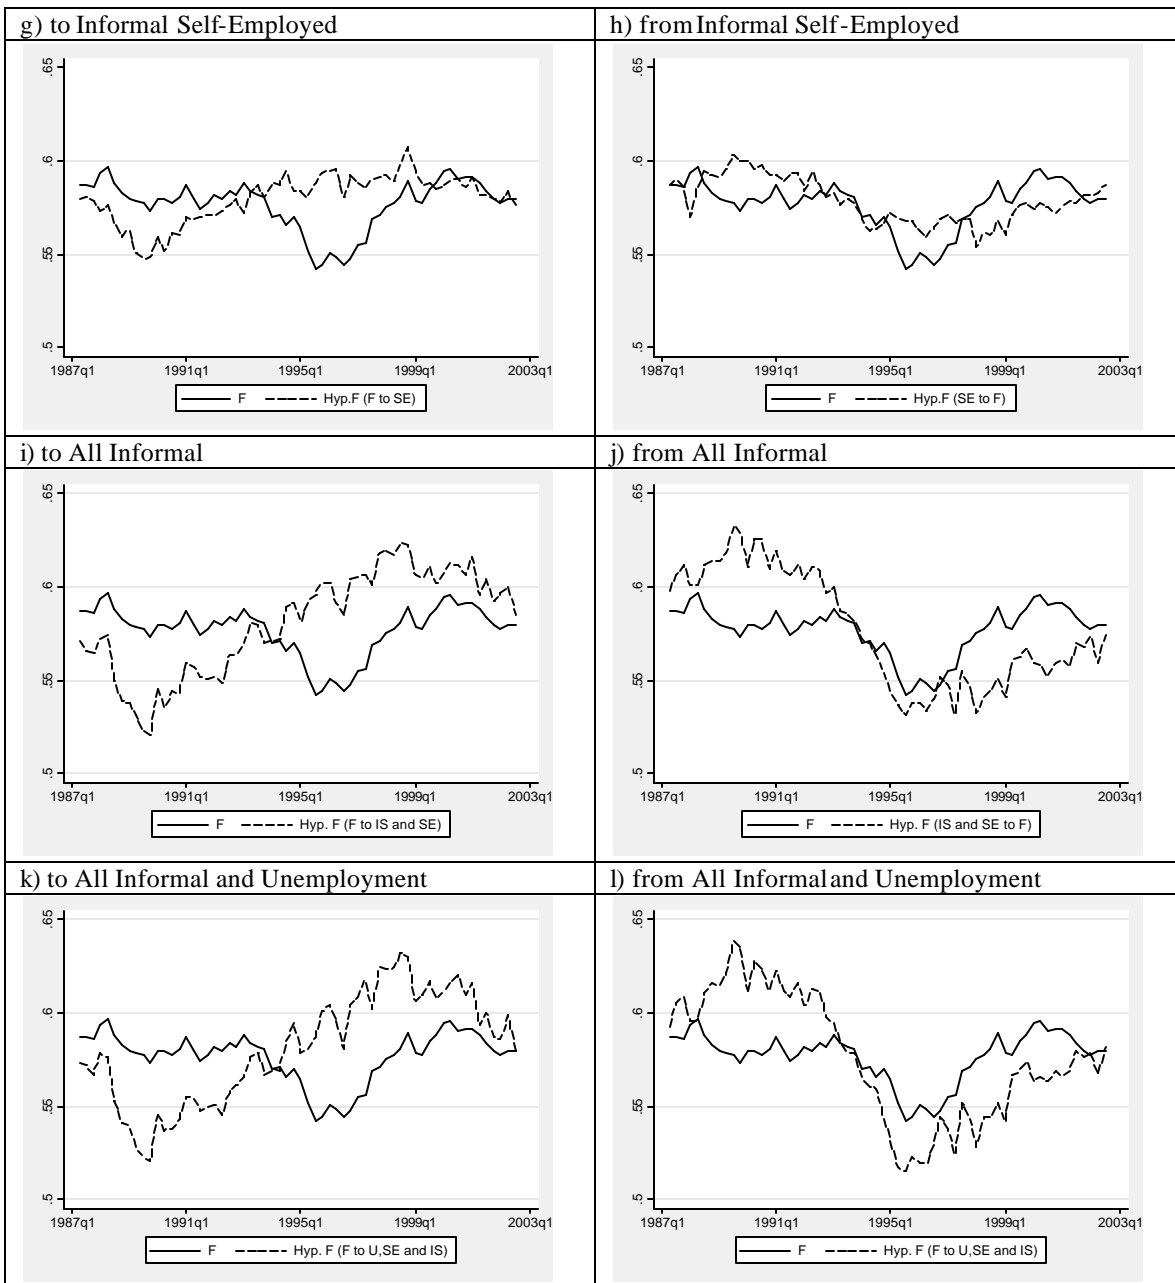 g) to Informal Self-Employed
h) from Informal Self-Employed
.65
.6
.55
.5
1987q1 1991q1 1995q1 1999q1 2003q1
F Hyp.F (F to SE)
.65
.6
.55
.5
1987q1 1991q1 1995q1 1999q1 2003q1
F Hyp.F (SE to F)
i) to All Informal
j) from All Informal
.65
.6
.55
.5
1987q1 1991q1 1995q1 1999q1 2003q1
F Hyp. F (F to IS and SE)
.65
.6
.55
.5
1987q1 1991q1 1995q1 1999q1 2003q1
F Hyp. F (IS and SE to F)
k) to All Informal and Unemployment
l) from All Informal and Unemployment
.65
.6
.55
.5
1987q1 1991q1 1995q1 1999q1 2003q1
F Hyp. F (F to U,SE and IS)
.65
.6
.55
.5
1987q1 1991q1 1995q1 1999q1 2003q1
F Hyp. F (F to U,SE and IS)